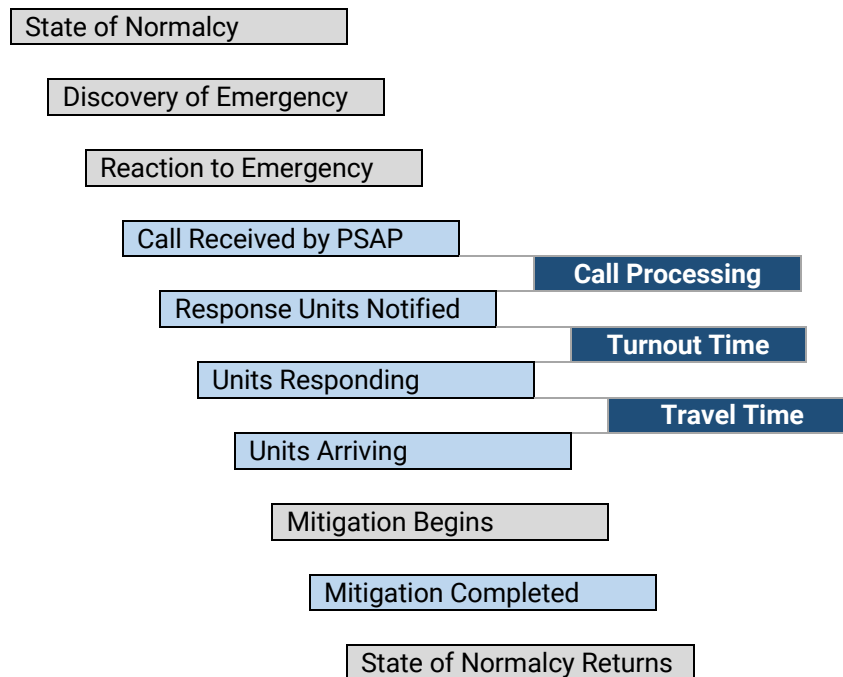 State of Normalcy
Discovery of Emergency
Reaction to Emergency
Call Received by PSAP
Call Processing
Response Units Notified
Turnout Time
Units Responding
Travel Time
Units Arriving
Mitigation Begins
Mitigation Completed
State of Normalcy Returns